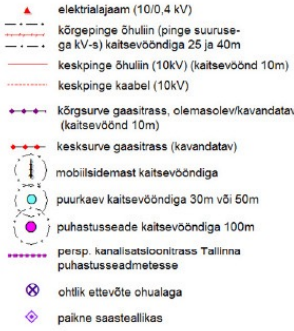 elektrialajaam (10/0,4 kV)
kõrgepinge õhuliin (pinge suuruse-
ga kV-s) kaitsevööndiga 25 ja 40m
keskpinge õhuliin (10kV) (kaitsevöönd 10m)
keskpinge kaabel (10kV)
kõrgsurve gaasitrass, olemasolev/kavandatav
(kaitsevöönd 10m)
kesksurve gaasitrass (kavandatav)
mobiilsidemast kaitsevööndiga
puurkaev kaitsevööndiga 30m või 50m
puhastusseade kaitsevööndiga 100m
persp. kanalisatsioonitrass Tallinna
puhastusseadmetesse
ohtlik ettevõte ohualaga
paikne saasteallikas